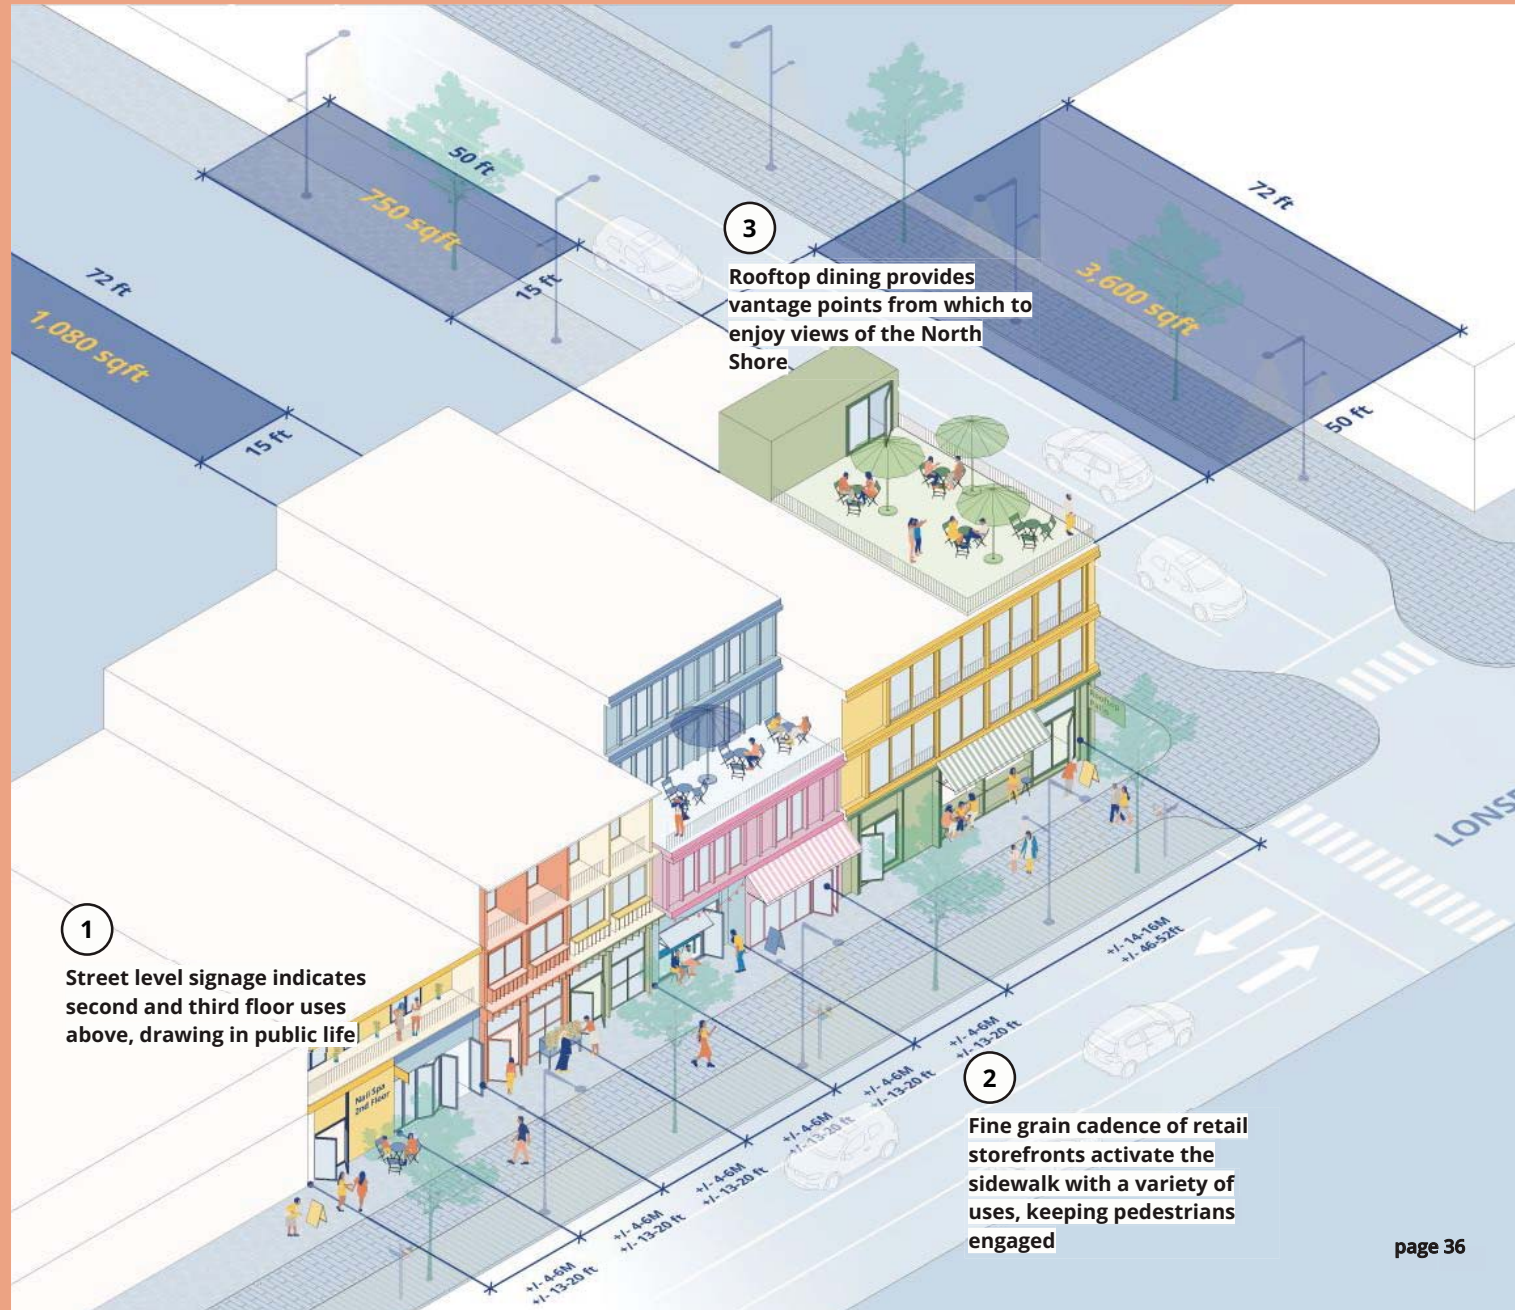 50 ft
750 sqft
15 ft
72 ft
1,080 sqft
15 ft
72 ft
3,600 sqft
50 ft
3
Rooftop dining provides
vantage points from which to
enjoy views of the North
Shore
Rooftop
Patio
1
Street level signage indicates
second and third floor uses
above, drawing in public life
Nail Spa
2nd Floor
+/- 14-16M
+/- 46-52ft
+/- 4-6M
+/- 13-20 ft
+/- 4-6M
+/- 13-20 ft
+/- 4-6M
+/- 13-20 ft
+/- 4-6M
+/- 13-20 ft
+/- 4-6M
+/- 13-20 ft
+/- 4-6M
+/- 13-20 ft
2
Fine grain cadence of retail
storefronts activate the
sidewalk with a variety of
uses, keeping pedestrians
engaged
page 36